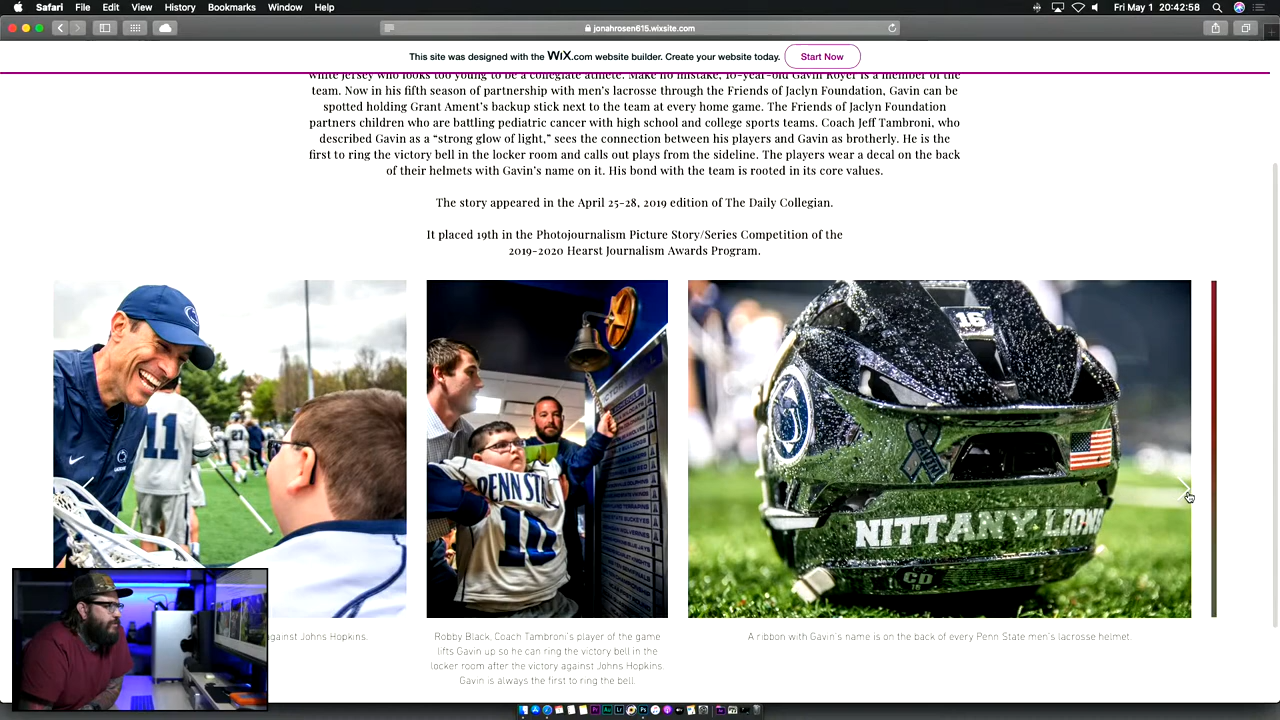 Safari File Edit View History Bookmarks Window Help
Fri May 1 20:42:58
jonahrosen615.wixsite.com
This site was designed with the WiX.com website builder. Create your website today.
Start Now
white jersey who looks too young to be a collegiate athlete. Make no mistake, 10-year-old Gavin Royer is a member of the
team. Now in his fifth season of partnership with men's lacrosse through the Friends of Jaclyn Foundation, Gavin can be
spotted holding Grant Ament's backup stick next to the team at every home game. The Friends of Jaclyn Foundation
partners children who are battling pediatric cancer with high school and college sports teams. Coach Jeff Tambroni, who
described Gavin as a “strong glow of light,” sees the connection between his players and Gavin as brotherly. He is the
first to ring the victory bell in the locker room and calls out plays from the sideline. The players wear a decal on the back
of their helmets with Gavin's name on it. His bond with the team is rooted in its core values.
The story appeared in the April 25-28, 2019 edition of The Daily Collegian.
It placed 19th in the Photojournalism Picture Story/Series Competition of the
2019-2020 Hearst Journalism Awards Program.
11
PENN STA
16
16
NITTANY LIONS
CD
16
against Johns Hopkins.
Robby Black, Coach Tambroni's player of the game
lifts Gavin up so he can ring the victory bell in the
locker room after the victory against Johns Hopkins.
Gavin is always the first to ring the bell.
A ribbon with Gavin's name is on the back of every Penn State men's lacrosse helmet.